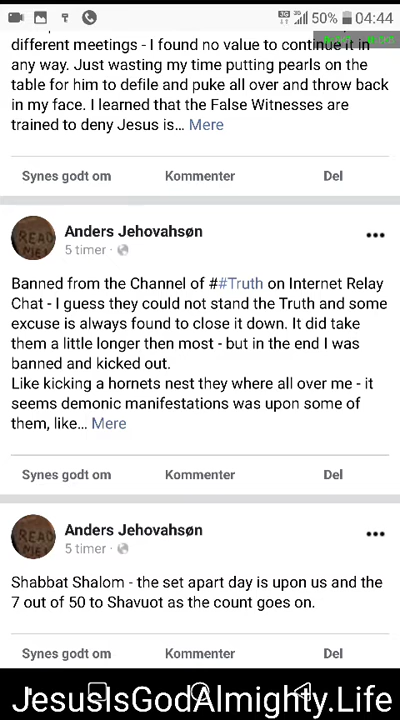 50% 04:44
different meetings - I found no value to continue it in
any way. Just wasting my time putting pearls on the
table for him to defile and puke all over and throw back
in my face. I learned that the False Witnesses are
trained to deny Jesus is... Mere
Synes godt om Kommenter Del
READ
ME!
Anders Jehovahsøn
5 timer ·
Banned from the Channel of ##Truth on Internet Relay
Chat - I guess they could not stand the Truth and some
excuse is always found to close it down. It did take
them a little longer then most - but in the end I was
banned and kicked out.
Like kicking a hornets nest they where all over me - it
seems demonic manifestations was upon some of
them, like... Mere
Synes godt om Kommenter Del
READ
ME!
Anders Jehovahsøn
5 timer ·
Shabbat Shalom - the set apart day is upon us and the
7 out of 50 to Shavuot as the count goes on.
Synes godt om Kommenter Del
JesusIsGodAlmighty.Life